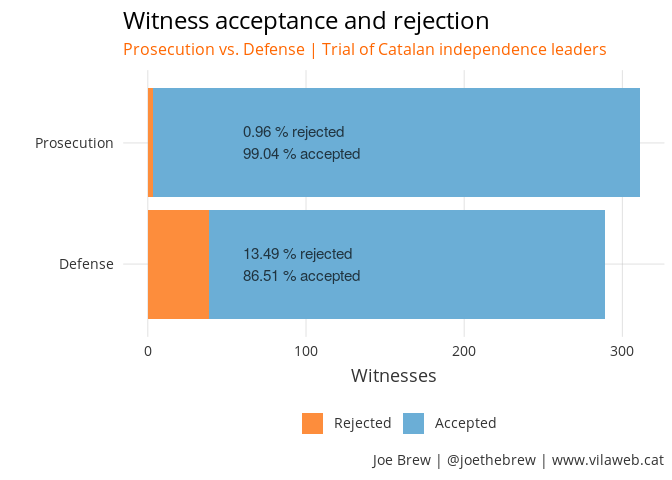 Witness acceptance and rejection
Prosecution vs. Defense | Trial of Catalan independence leaders
Prosecution
0.96 % rejected
99.04 % accepted
Defense
13.49 % rejected
86.51 % accepted
0 100 200 300
Witnesses
Rejected Accepted
Joe Brew | @joethebrew | www.vilaweb.cat